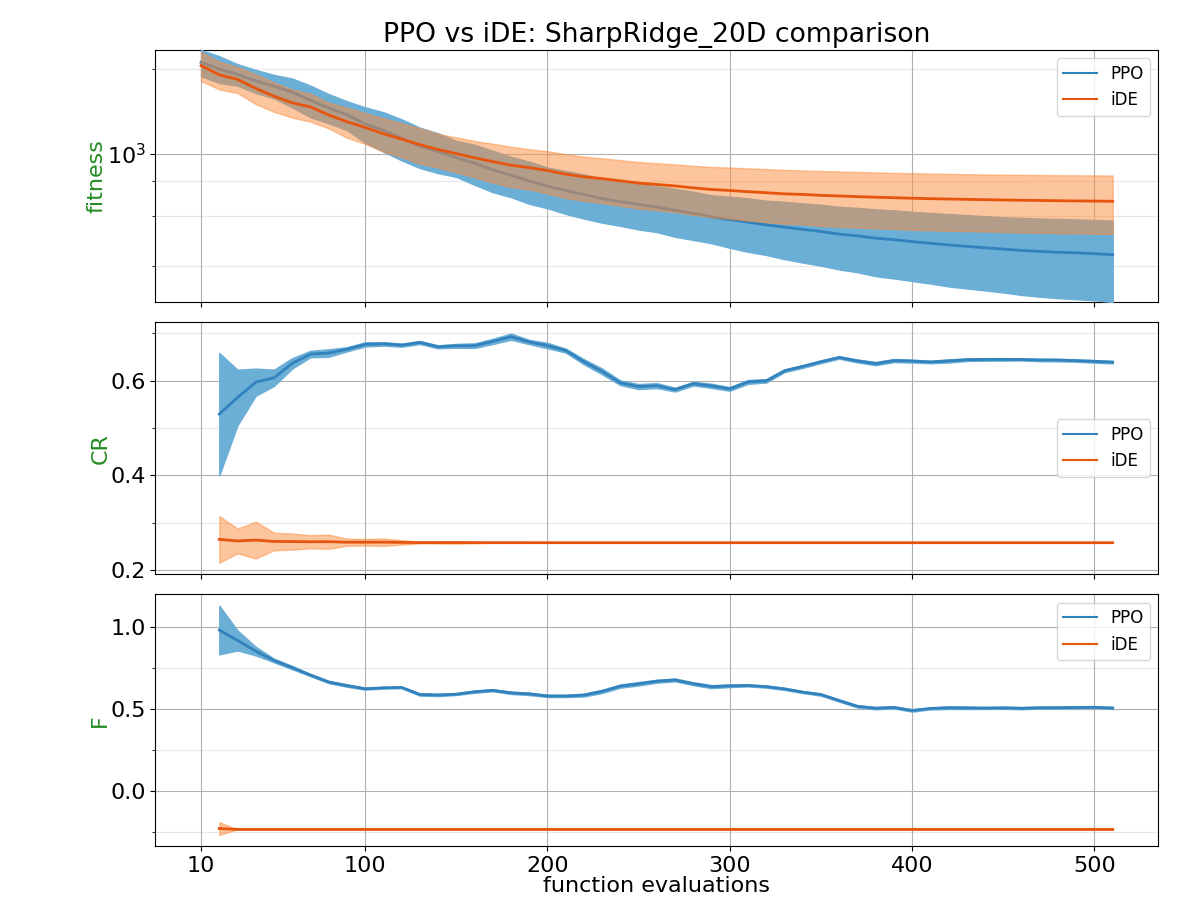 PPO vs iDE: SharpRidge_20D comparison
fitness
10³
PPO
iDE
CR
0.6
0.4
0.2
PPO
iDE
F
1.0
0.5
0.0
PPO
iDE
10 100 200 300 400 500
function evaluations